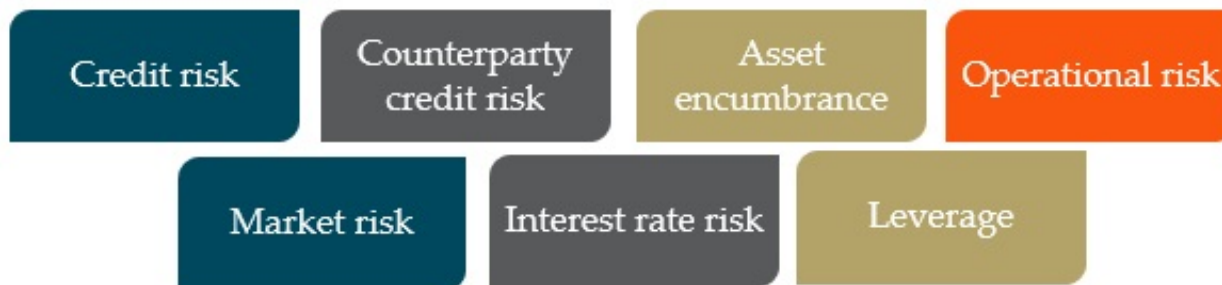 Credit risk
Counterparty
credit risk
Asset
encumbrance
Operational risk
Market risk
Interest rate risk
Leverage